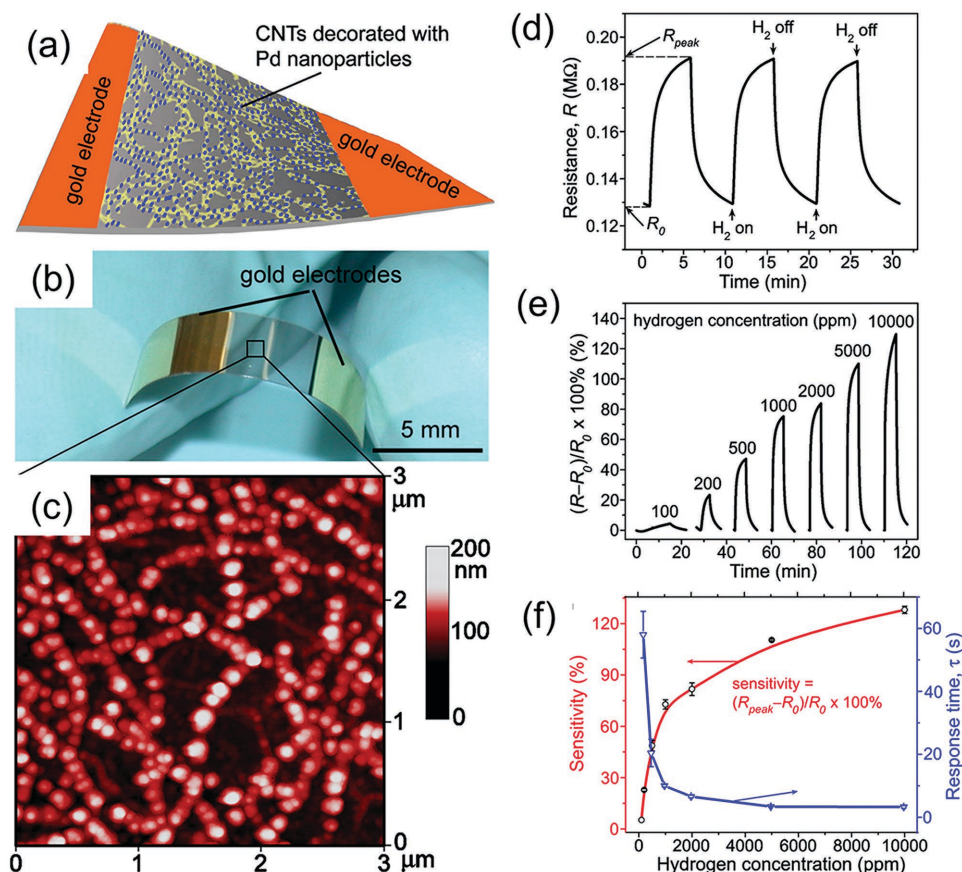 (a)
CNTs decorated with
Pd nanoparticles
gold electrode
gold electrode
(b)
gold electrodes
5 mm
(c)
3
μm
2
1
0
0
1
2
3
μm
200
nm
100
0
(d)
H2 off
H2 off
Rpeak
R0
H2 on
H2 on
Resistance, R (MΩ)
0.20
0.18
0.16
0.14
0.12
0 5 10 15 20 25 30
Time (min)
(e)
hydrogen concentration (ppm)
10000
5000
2000
1000
500
200
100
(R–R0)/R0 x 100% (%)
140
120
100
80
60
40
20
0
0 20 40 60 80 100 120
Time (min)
(f)
Sensitivity (%)
120
90
60
30
0
sensitivity =
(Rpeak–R0)/R0 x 100%
Response time, τ (s)
60
40
20
0
0 2000 4000 6000 8000 10000
Hydrogen concentration (ppm)